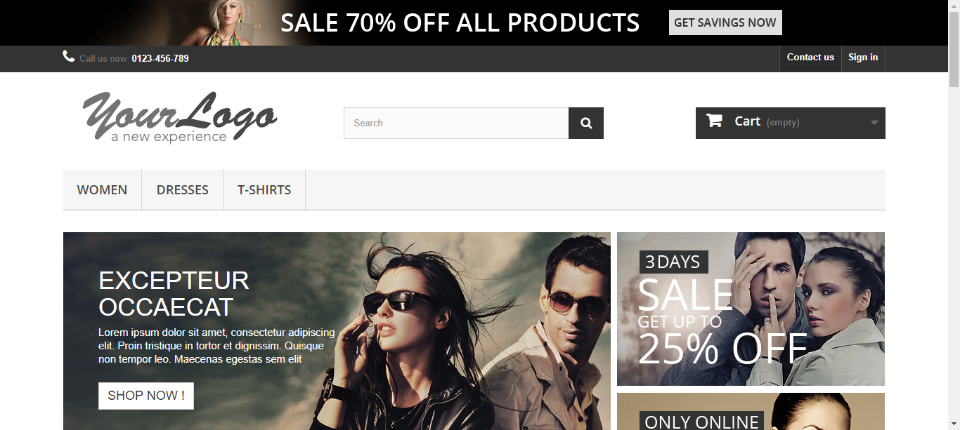 SALE 70% OFF ALL PRODUCTS GET SAVINGS NOW
Call us now: 0123-456-789 Contact us Sign in
YourLogo
a new experience
Search
Cart (empty)
WOMEN DRESSES T-SHIRTS
EXCEPTEUR
OCCAECAT
Lorem ipsum dolor sit amet, consectetur adipiscing
elit. Proin tristique in tortor et dignissim. Quisque
non tempor leo. Maecenas egestas sem elit
SHOP NOW !
3 DAYS
SALE
GET UP TO
25% OFF
ONLY ONLINE